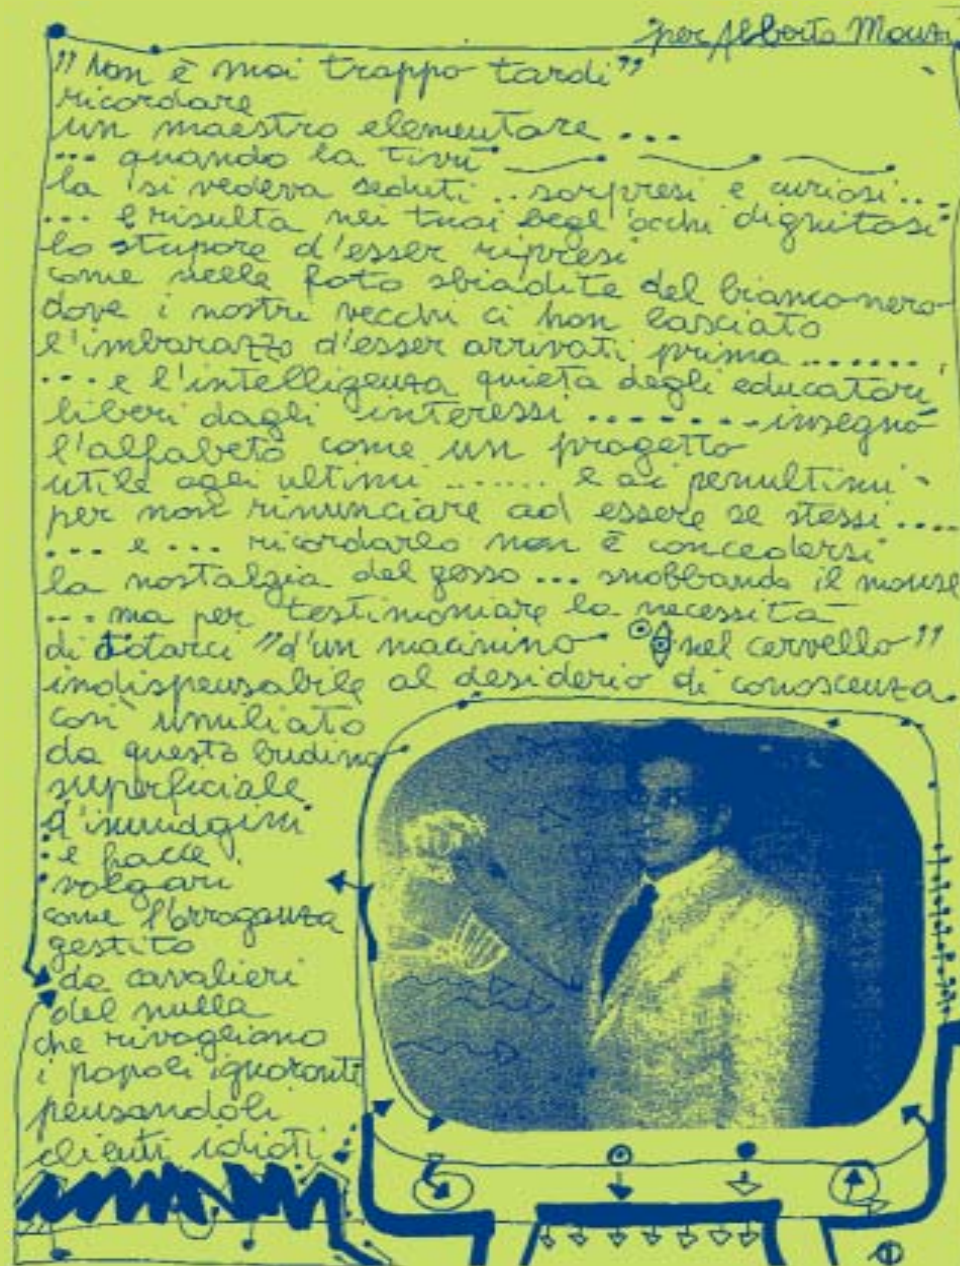 per Alberto Manzi
"Non è mai troppo tardi"
ricordare
un maestro elementare ...
... quando la tivù
la si vedeva seduti .. sorpresi e curiosi ...
... e risulta nei tuoi begl'occhi dignitosi
lo stupore d'esser ripresi
come nelle foto sbiadite del bianco-nero
dove i nostri vecchi ci han lasciato
l'imbarazzo d'esser arrivati prima .......
... e l'intelligenza quieta degli educatori
liberi dagli interessi ....... insegnò
l'alfabeto come un progetto
utile agli ultimi ....... e ai penultimi
per non rinunciare ad essere se stessi ....
... e ... ricordarlo non è concedersi
la nostalgia del gesso ... snobbando il mouse
... ma per testimoniare la necessità
di dotarci "d'un macinino nel cervello"
indispensabile al desiderio di conoscenza
così umiliato
da questo budino
superficiale
d'immagini
e facce
volgari
come l'arroganza
gestito
da cavalieri
del nulla
che rivogliono
i popoli ignoranti
pensandoli
clienti idioti